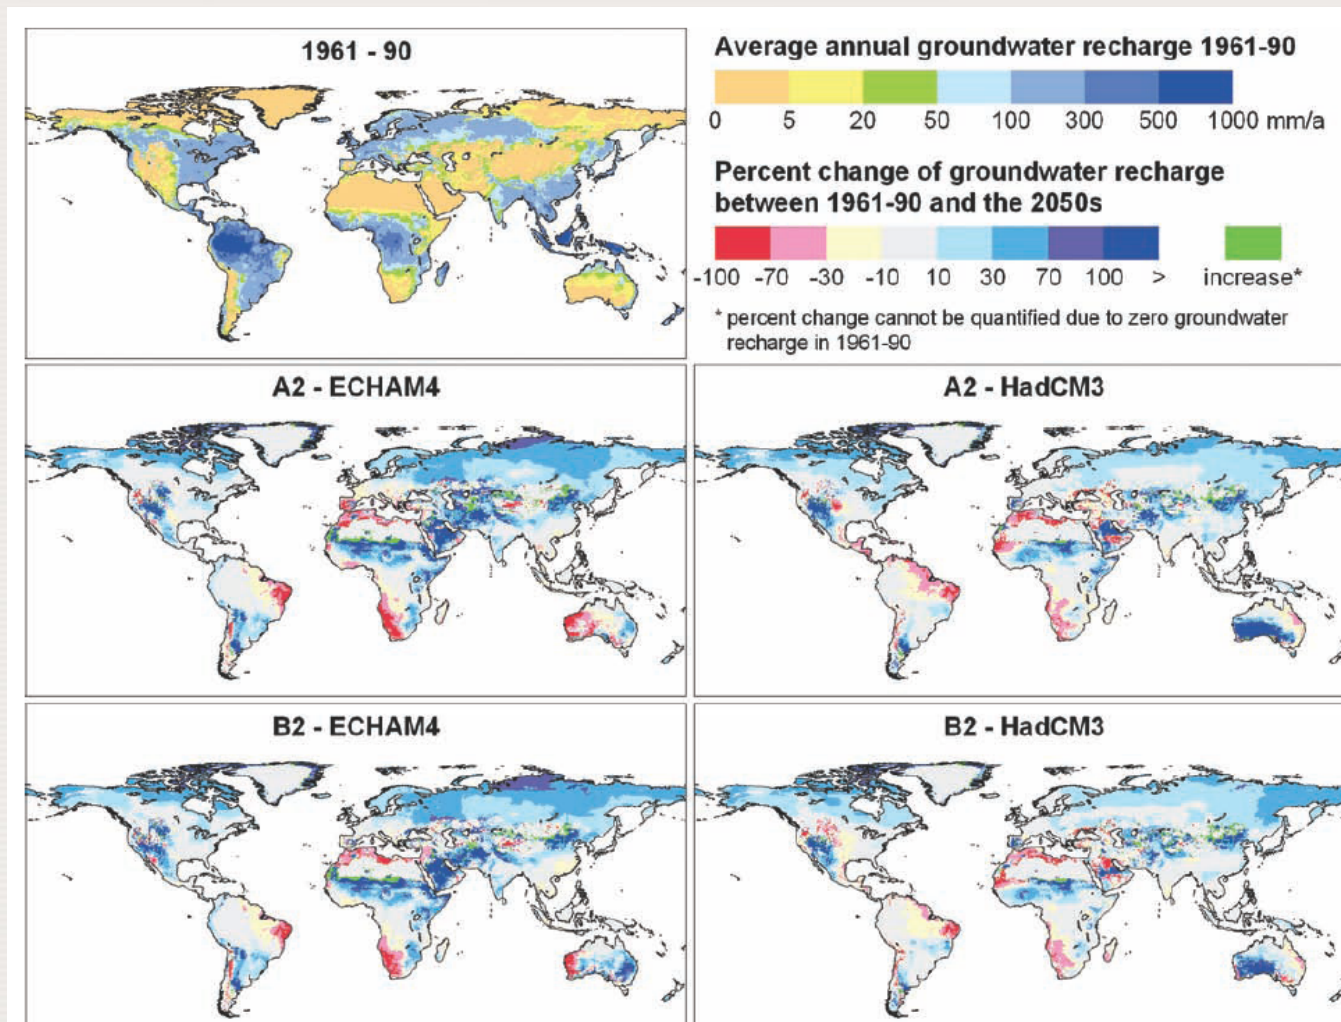 1961 - 90
Average annual groundwater recharge 1961-90
0 5 20 50 100 300 500 1000 mm/a
Percent change of groundwater recharge
between 1961-90 and the 2050s
-100 -70 -30 -10 10 30 70 100 > increase*
* percent change cannot be quantified due to zero groundwater
recharge in 1961-90
A2 - ECHAM4
A2 - HadCM3
B2 - ECHAM4
B2 - HadCM3